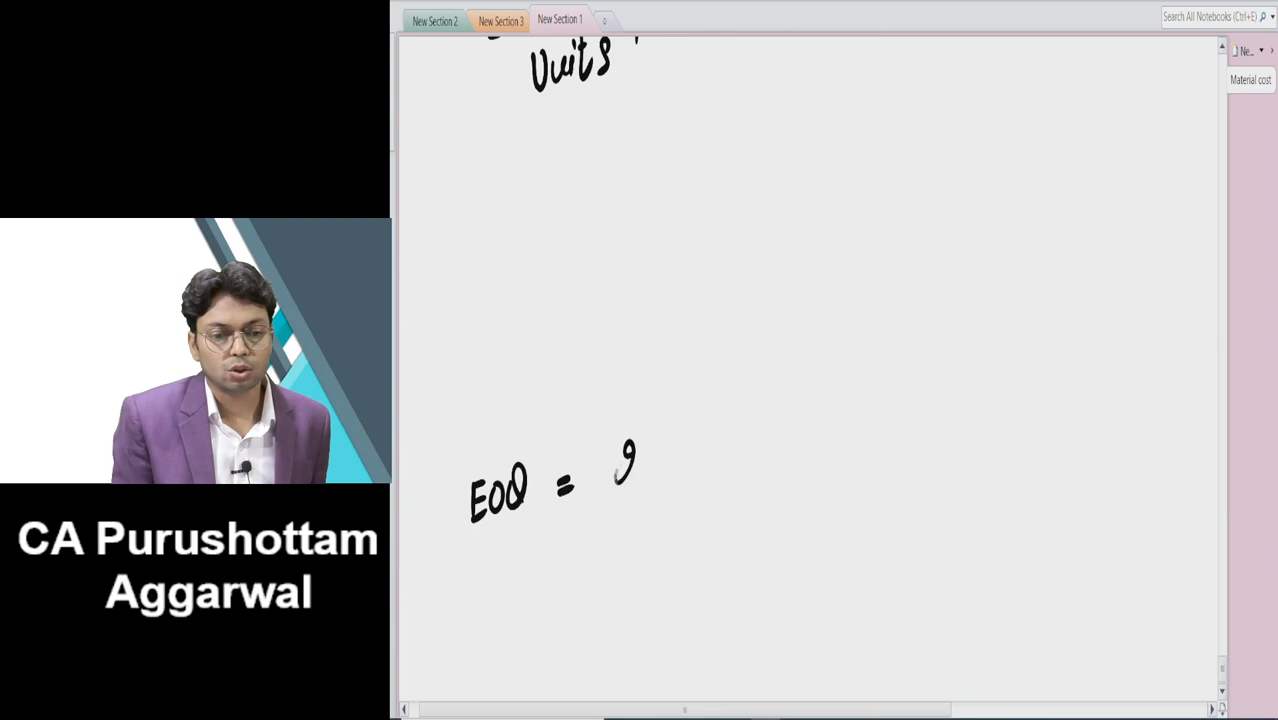 New Section 2
New Section 3
New Section 1
Search All Notebooks (Ctrl+E)
Ne...
Material cost
Units
EOQ = 9
CA Purushottam
Aggarwal